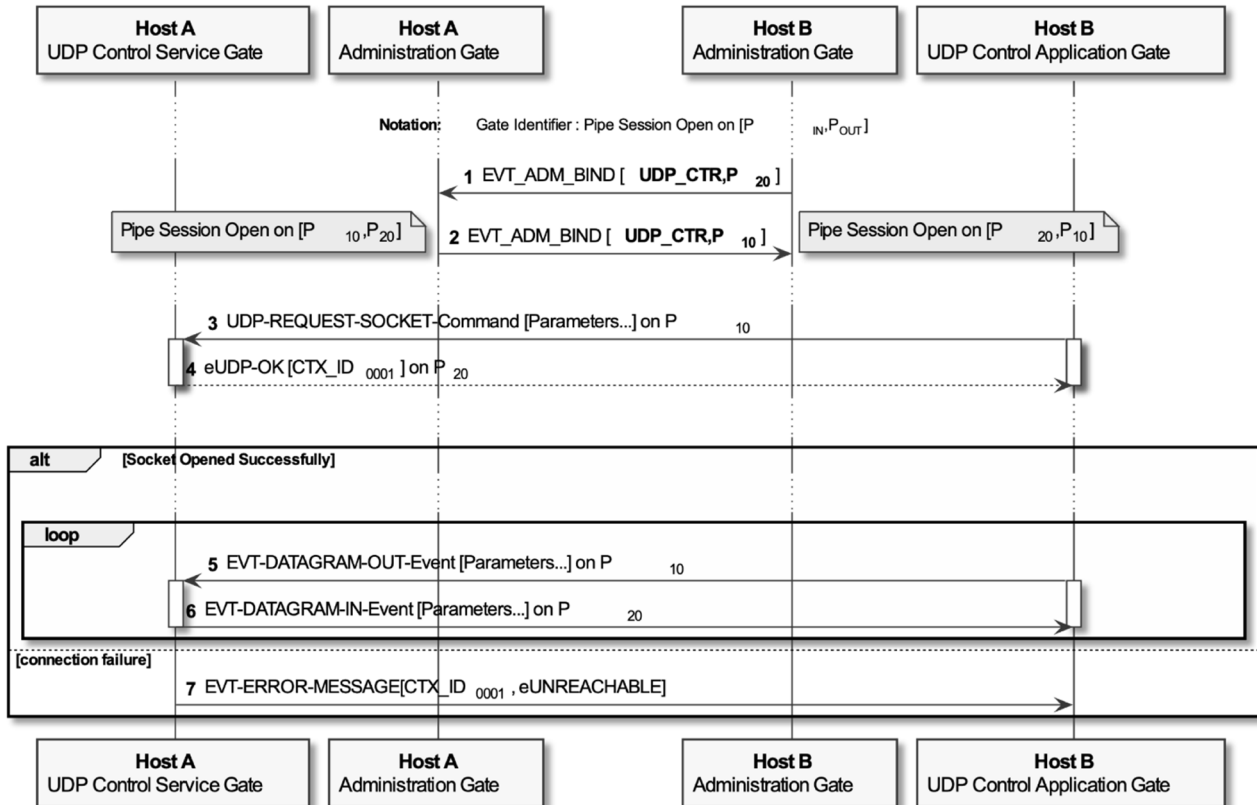 Host A
UDP Control Service Gate
Host A
Administration Gate
Host B
Administration Gate
Host B
UDP Control Application Gate
Notation: Gate Identifier : Pipe Session Open on [P IN,POUT]
1 EVT_ADM_BIND [ UDP_CTR,P 20 ]
Pipe Session Open on [P 10,P20]
2 EVT_ADM_BIND [ UDP_CTR,P 10 ]
Pipe Session Open on [P 20,P10]
3 UDP-REQUEST-SOCKET-Command [Parameters...] on P 10
4 eUDP-OK [CTX_ID 0001 ] on P 20
alt [Socket Opened Successfully]
loop
5 EVT-DATAGRAM-OUT-Event [Parameters...] on P 10
6 EVT-DATAGRAM-IN-Event [Parameters...] on P 20
[connection failure]
7 EVT-ERROR-MESSAGE[CTX_ID 0001 , eUNREACHABLE]
Host A
UDP Control Service Gate
Host A
Administration Gate
Host B
Administration Gate
Host B
UDP Control Application Gate